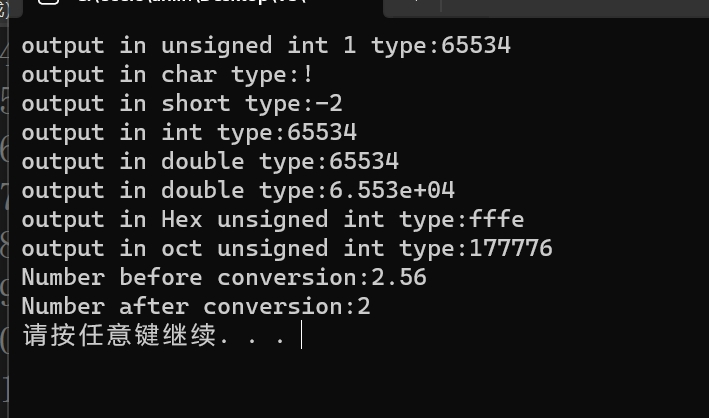 output in unsigned int 1 type:65534
output in char type:!
output in short type:-2
output in int type:65534
output in double type:65534
output in double type:6.553e+04
output in Hex unsigned int type:fffe
output in oct unsigned int type:177776
Number before conversion:2.56
Number after conversion:2
请按任意键继续. . .